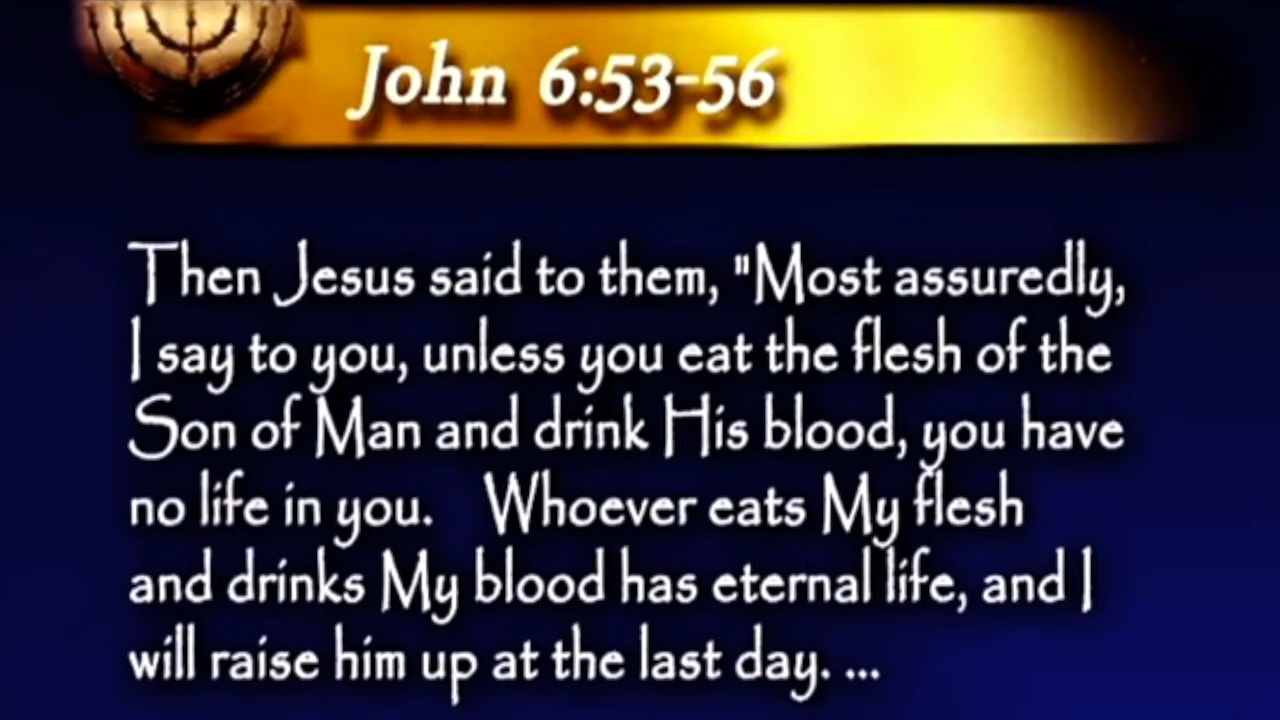 John 6:53-56
Then Jesus said to them, "Most assuredly,
I say to you, unless you eat the flesh of the
Son of Man and drink His blood, you have
no life in you. Whoever eats My flesh
and drinks My blood has eternal life, and I
will raise him up at the last day. ...